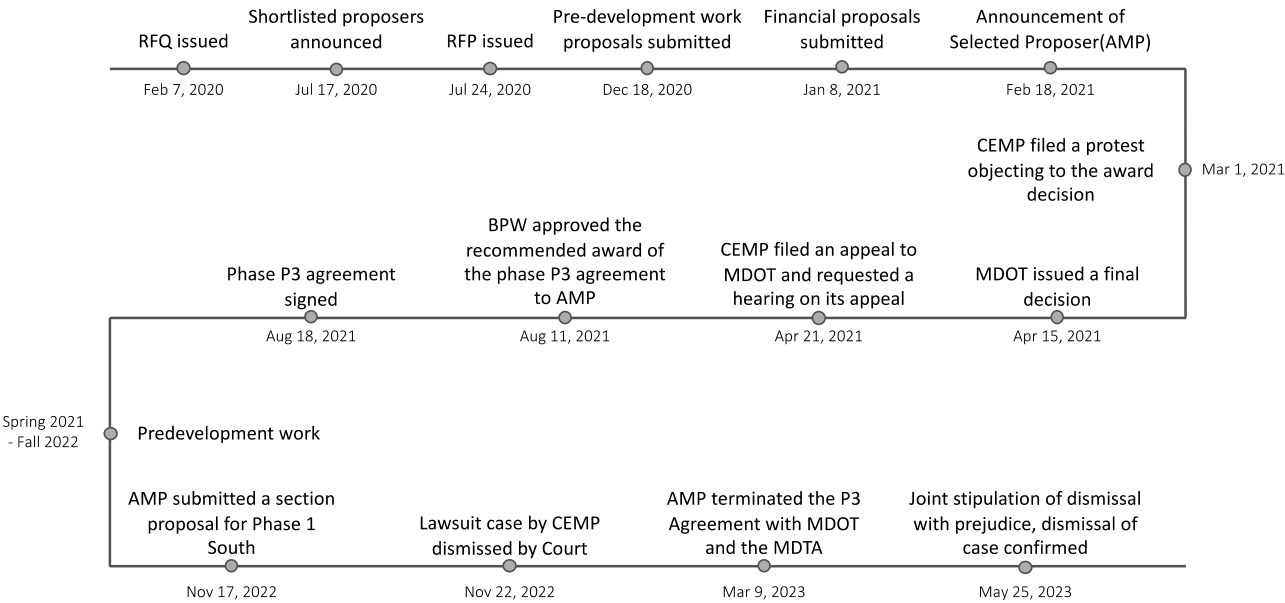 RFQ issued
Feb 7, 2020
Shortlisted proposers
announced
Jul 17, 2020
RFP issued
Jul 24, 2020
Pre-development work
proposals submitted
Dec 18, 2020
Financial proposals
submitted
Jan 8, 2021
Announcement of
Selected Proposer(AMP)
Feb 18, 2021
CEMP filed a protest
objecting to the award
decision
Mar 1, 2021
MDOT issued a final
decision
Apr 15, 2021
CEMP filed an appeal to
MDOT and requested a
hearing on its appeal
Apr 21, 2021
BPW approved the
recommended award of
the phase P3 agreement
to AMP
Aug 11, 2021
Phase P3 agreement
signed
Aug 18, 2021
Spring 2021
- Fall 2022
Predevelopment work
AMP submitted a section
proposal for Phase 1
South
Nov 17, 2022
Lawsuit case by CEMP
dismissed by Court
Nov 22, 2022
AMP terminated the P3
Agreement with MDOT
and the MDTA
Mar 9, 2023
Joint stipulation of dismissal
with prejudice, dismissal of
case confirmed
May 25, 2023